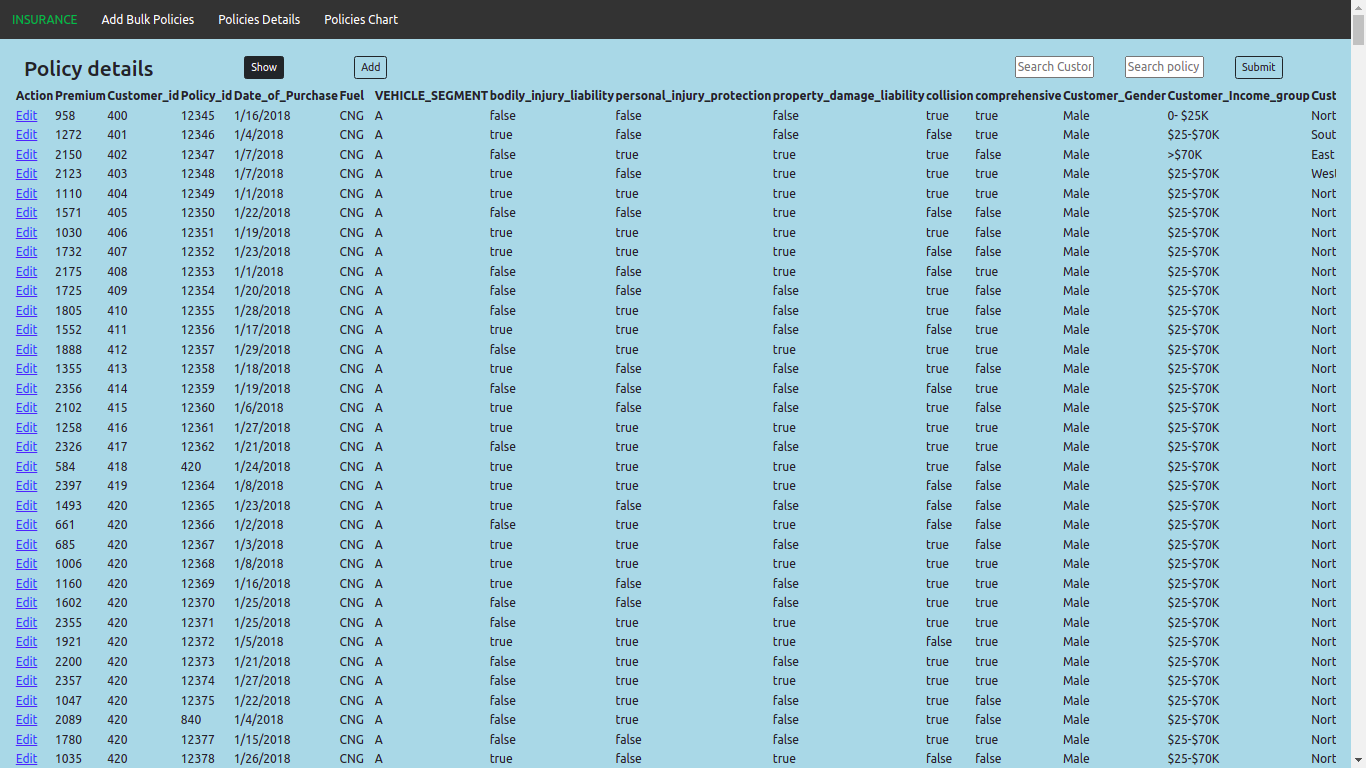 INSURANCE Add Bulk Policies Policies Details Policies Chart
Policy details Show Add Search Custor Search policy Submit
Action Premium Customer_id Policy_id Date_of_Purchase Fuel VEHICLE_SEGMENT bodily_injury_liability personal_injury_protection property_damage_liability collision comprehensive Customer_Gender Customer_Income_group Cust
Edit 958 400 12345 1/16/2018 CNG A false false false true true Male 0- $25K Nort
Edit 1272 401 12346 1/4/2018 CNG A true false false true true Male $25-$70K Sout
Edit 2150 402 12347 1/7/2018 CNG A false true true true false Male >$70K East
Edit 2123 403 12348 1/7/2018 CNG A true false true true false Male $25-$70K West
Edit 1110 404 12349 1/1/2018 CNG A true true true true true Male $25-$70K Nort
Edit 1571 405 12350 1/22/2018 CNG A false false true false false Male $25-$70K Nort
Edit 1030 406 12351 1/19/2018 CNG A true true true true true Male $25-$70K Nort
Edit 1732 407 12352 1/23/2018 CNG A true true true false false Male $25-$70K Nort
Edit 2175 408 12353 1/1/2018 CNG A false false true false true Male $25-$70K Nort
Edit 1725 409 12354 1/20/2018 CNG A false false false true false Male $25-$70K Nort
Edit 1805 410 12355 1/28/2018 CNG A false true false true true Male $25-$70K Nort
Edit 1552 411 12356 1/17/2018 CNG A true true false false true Male $25-$70K Nort
Edit 1888 412 12357 1/29/2018 CNG A false true true true true Male $25-$70K Nort
Edit 1355 413 12358 1/18/2018 CNG A true false false true false Male $25-$70K Nort
Edit 2356 414 12359 1/19/2018 CNG A false false false false true Male $25-$70K Nort
Edit 2102 415 12360 1/6/2018 CNG A true false false true false Male $25-$70K Nort
Edit 1258 416 12361 1/27/2018 CNG A true true true true true Male $25-$70K Nort
Edit 2326 417 12362 1/21/2018 CNG A false true false true true Male $25-$70K Nort
Edit 584 418 420 1/24/2018 CNG A true true true true false Male $25-$70K Nort
Edit 2397 419 12364 1/8/2018 CNG A true true true false false Male $25-$70K Nort
Edit 1493 420 12365 1/23/2018 CNG A true false false false false Male $25-$70K Nort
Edit 661 420 12366 1/2/2018 CNG A false true true false false Male $25-$70K Nort
Edit 685 420 12367 1/3/2018 CNG A true true false true false Male $25-$70K Nort
Edit 1006 420 12368 1/8/2018 CNG A true true true true true Male $25-$70K Nort
Edit 1160 420 12369 1/16/2018 CNG A true false false true true Male $25-$70K Nort
Edit 1602 420 12370 1/25/2018 CNG A false false false true true Male $25-$70K Nort
Edit 2355 420 12371 1/25/2018 CNG A false true true true true Male $25-$70K Nort
Edit 1921 420 12372 1/5/2018 CNG A true true true false true Male $25-$70K Nort
Edit 2200 420 12373 1/21/2018 CNG A false true false true true Male $25-$70K Nort
Edit 2357 420 12374 1/27/2018 CNG A true true true true true Male $25-$70K Nort
Edit 1047 420 12375 1/22/2018 CNG A false true true true false Male $25-$70K Nort
Edit 2089 420 840 1/4/2018 CNG A false true false true false Male $25-$70K Nort
Edit 1780 420 12377 1/15/2018 CNG A false false false true true Male $25-$70K Nort
Edit 1035 420 12378 1/26/2018 CNG A true false true false false Male $25-$70K Nort